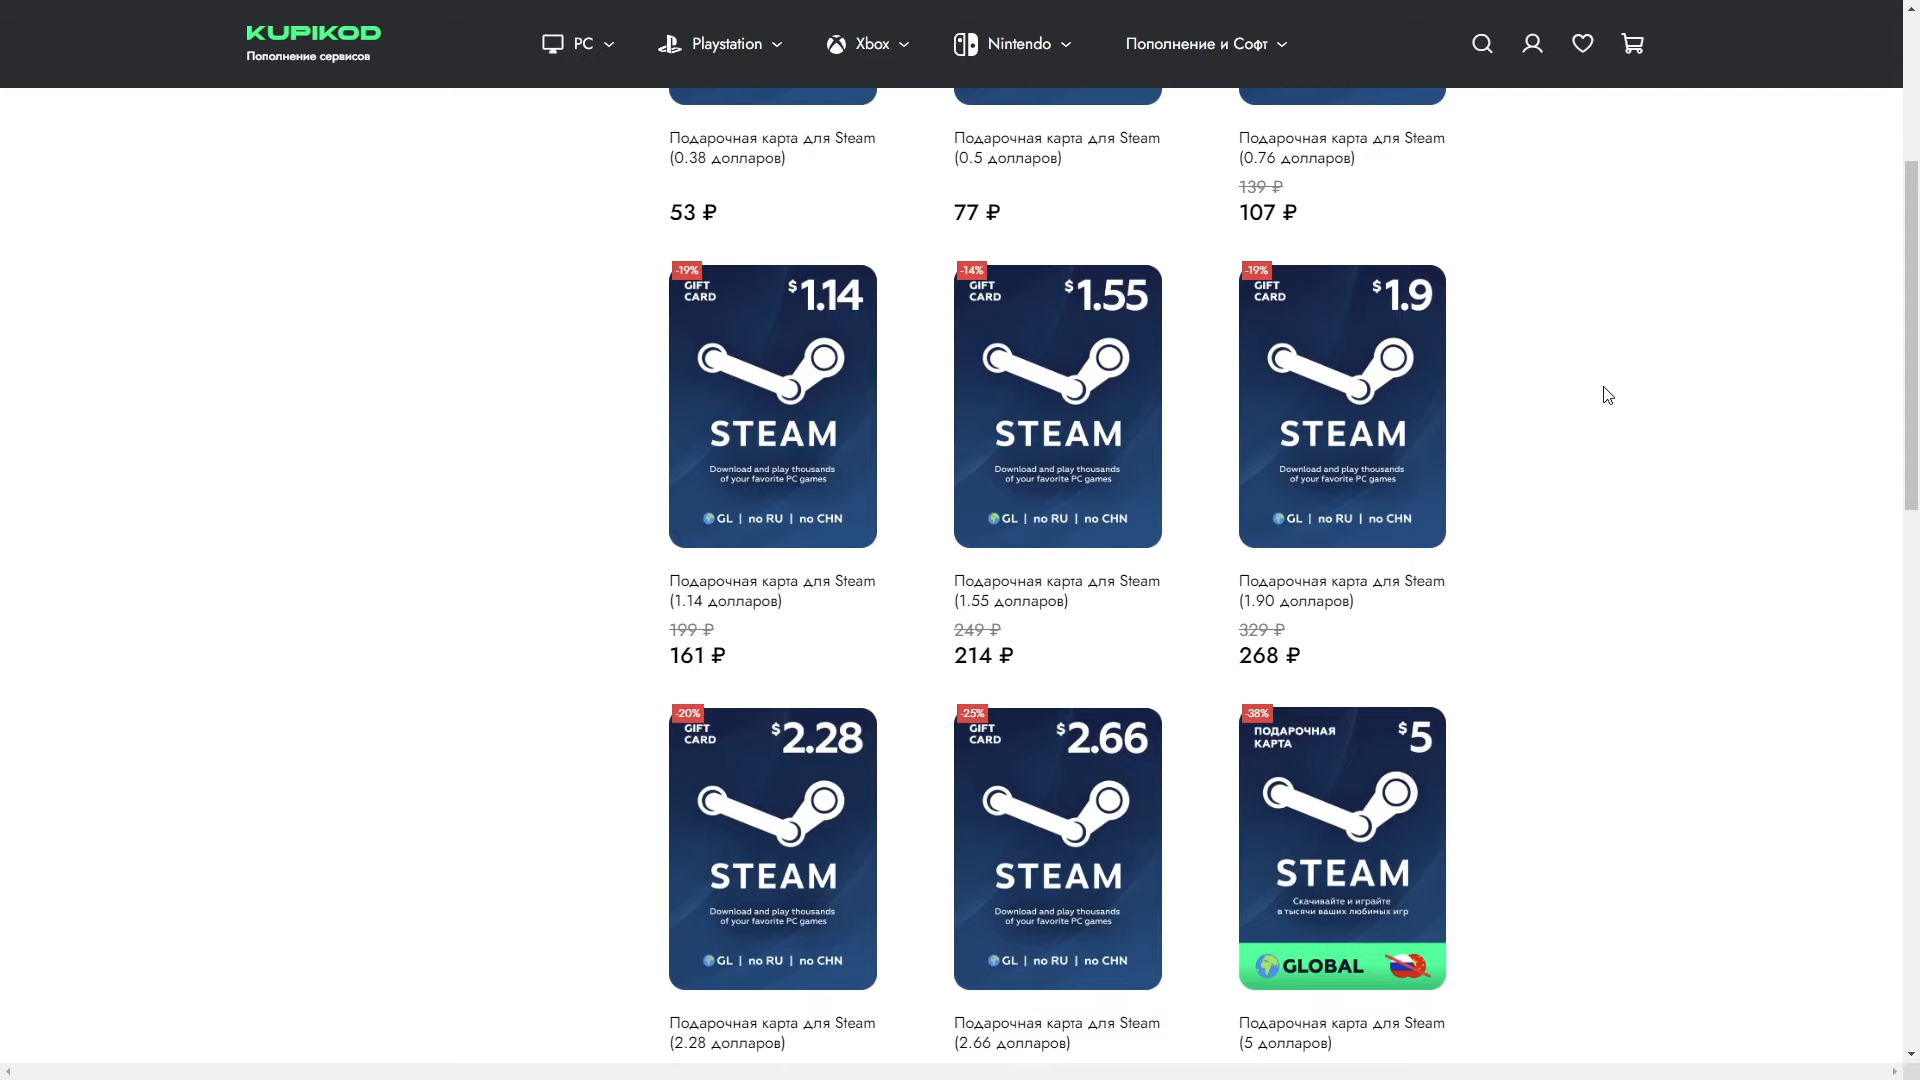 KUPIKOD
Пополнение сервисов
PC
Playstation
Xbox
Nintendo
Пополнение и Софт
Подарочная карта для Steam
(0.38 долларов)
53 ₽
Подарочная карта для Steam
(0.5 долларов)
77 ₽
Подарочная карта для Steam
(0.76 долларов)
139 ₽
107 ₽
-19%
GIFT
CARD
$1.14
STEAM
Download and play thousands
of your favorite PC games
GL | no RU | no CHN
Подарочная карта для Steam
(1.14 долларов)
199 ₽
161 ₽
-14%
GIFT
CARD
$1.55
STEAM
Download and play thousands
of your favorite PC games
GL | no RU | no CHN
Подарочная карта для Steam
(1.55 долларов)
249 ₽
214 ₽
-19%
GIFT
CARD
$1.9
STEAM
Download and play thousands
of your favorite PC games
GL | no RU | no CHN
Подарочная карта для Steam
(1.90 долларов)
329 ₽
268 ₽
-20%
GIFT
CARD
$2.28
STEAM
Download and play thousands
of your favorite PC games
GL | no RU | no CHN
Подарочная карта для Steam
(2.28 долларов)
-25%
GIFT
CARD
$2.66
STEAM
Download and play thousands
of your favorite PC games
GL | no RU | no CHN
Подарочная карта для Steam
(2.66 долларов)
-38%
ПОДАРОЧНАЯ
КАРТА
$5
STEAM
Скачивайте и играйте
в тысячи ваших любимых игр
GLOBAL
Подарочная карта для Steam
(5 долларов)